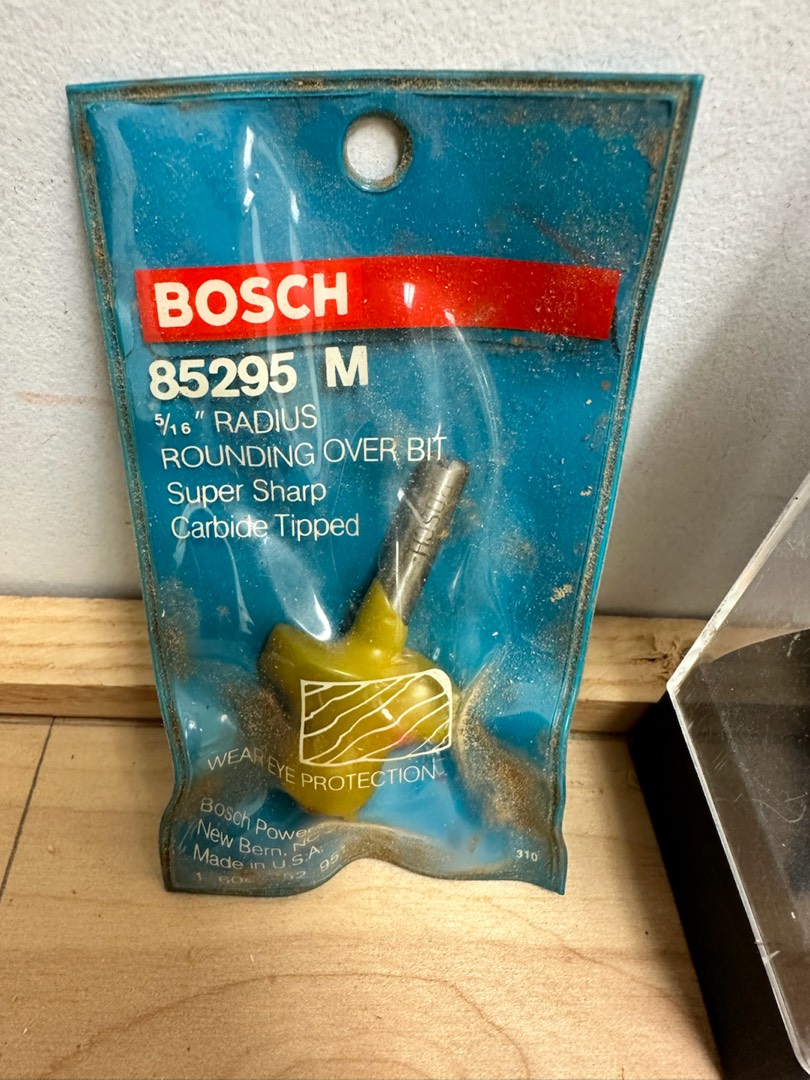 BOSCH
85295 M
5/16" RADIUS
ROUNDING OVER BIT
Super Sharp
Carbide Tipped
BOSCH
WEAR EYE PROTECTION
Bosch
New Bern,
Made in U.S.A.
310